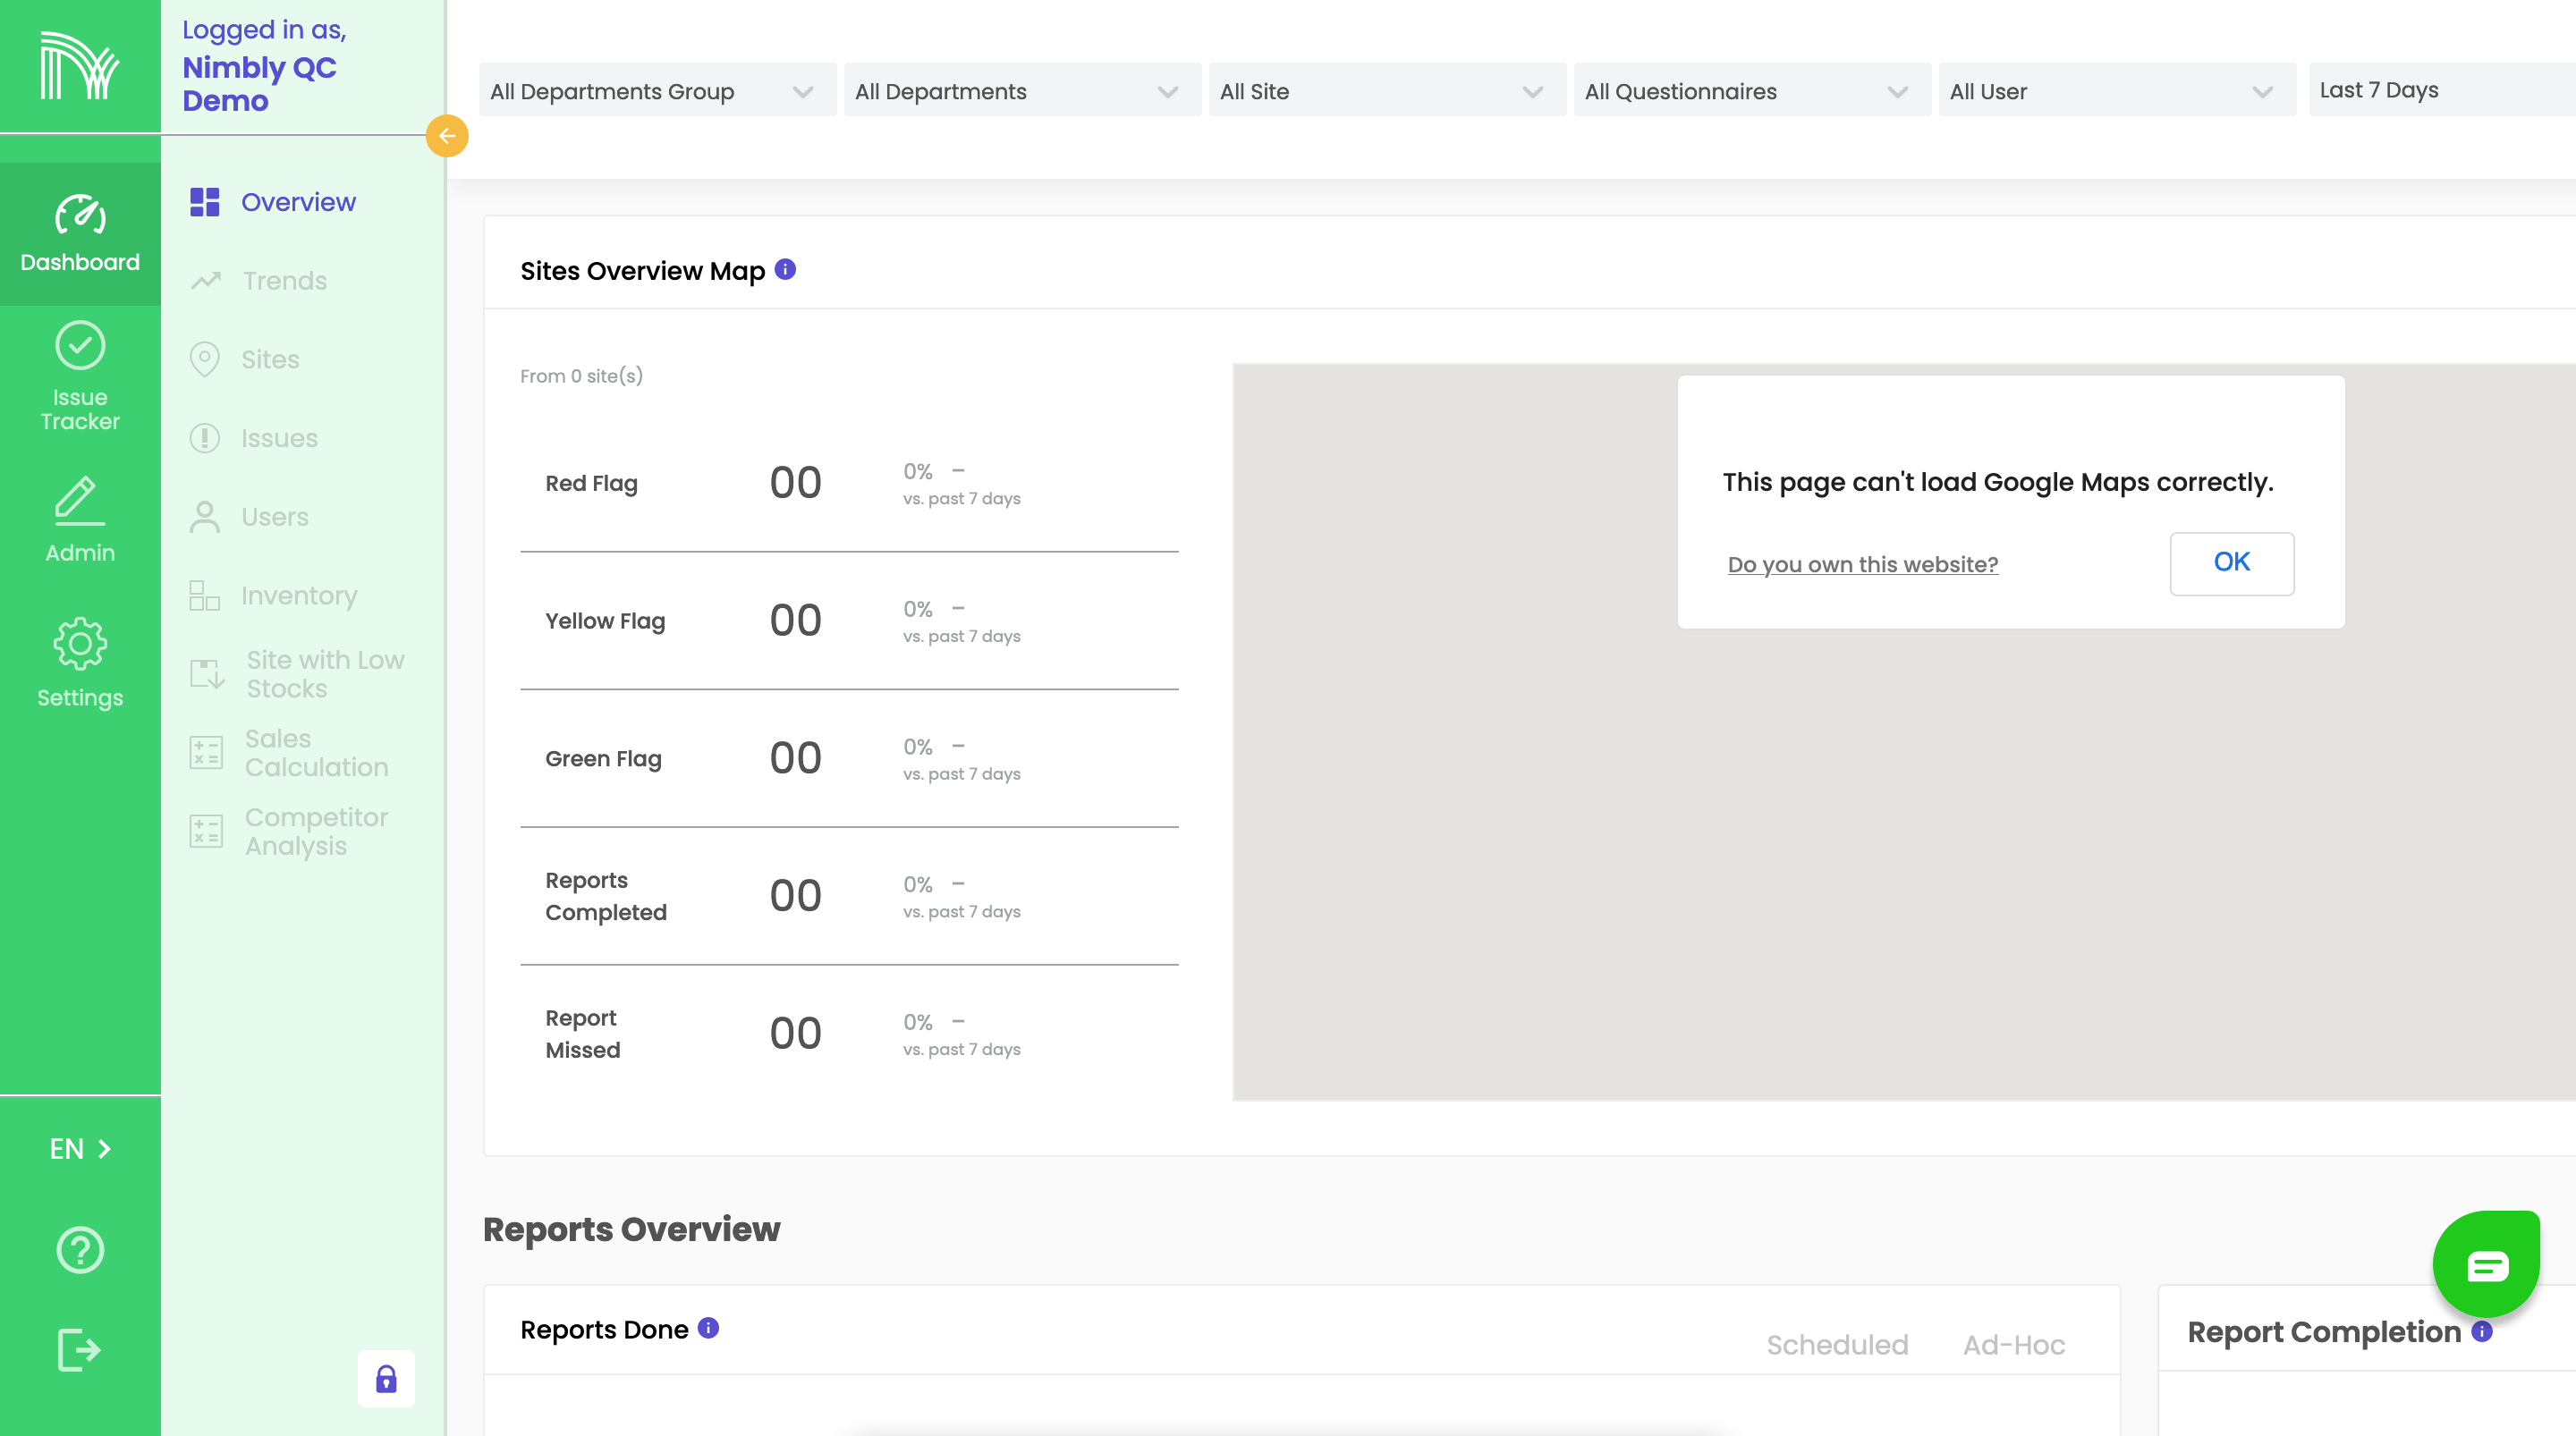 Logged in as,
Nimbly QC
Demo
Dashboard
Issue
Tracker
Admin
Settings
EN
Overview
Trends
Sites
Issues
Users
Inventory
Site with Low
Stocks
Sales
Calculation
Competitor
Analysis
All Departments Group
All Departments
All Site
All Questionnaires
All User
Last 7 Days
Sites Overview Map
From 0 site(s)
Red Flag
00
0% –
vs. past 7 days
Yellow Flag
00
0% –
vs. past 7 days
Green Flag
00
0% –
vs. past 7 days
Reports
Completed
00
0% –
vs. past 7 days
Report
Missed
00
0% –
vs. past 7 days
This page can't load Google Maps correctly.
Do you own this website?
OK
Reports Overview
Reports Done
Scheduled
Ad-Hoc
Report Completion